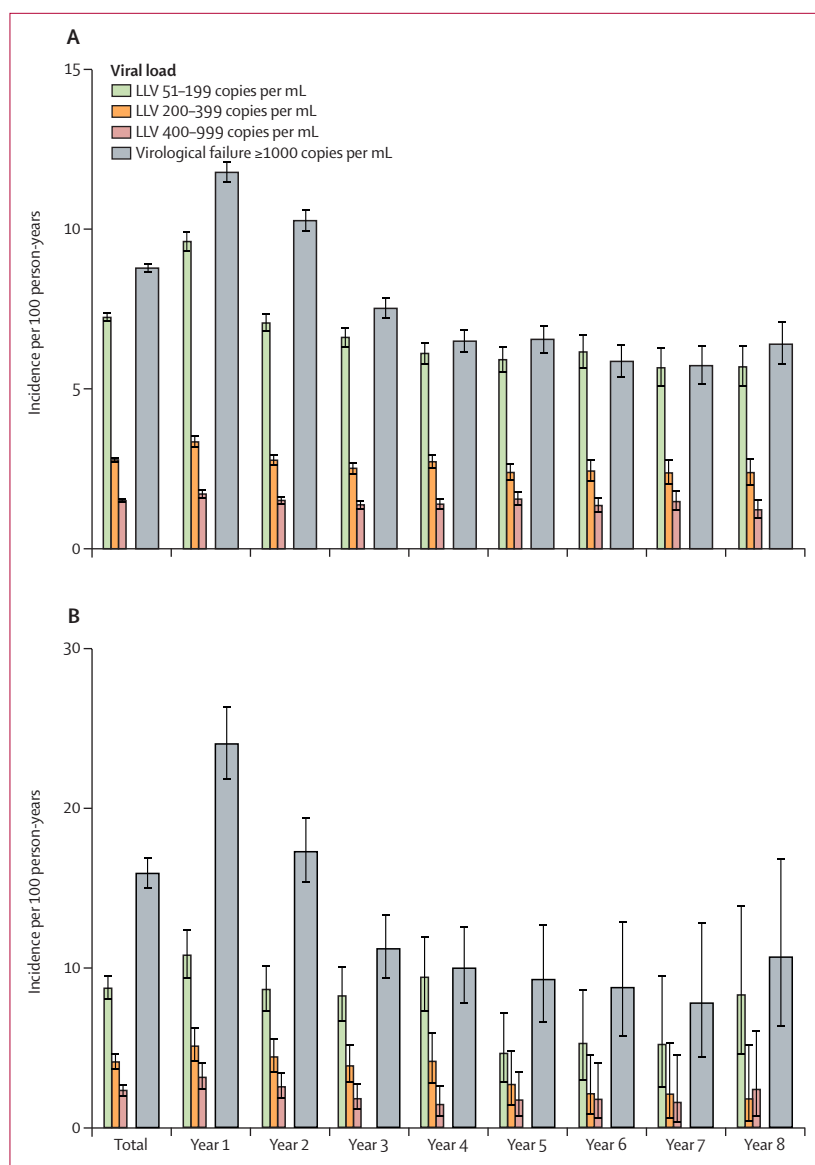 A
15
Viral load
LLV 51–199 copies per mL
LLV 200–399 copies per mL
LLV 400–999 copies per mL
Virological failure ≥1000 copies per mL
10
5
0
Incidence per 100 person-years
B
30
20
10
0
Incidence per 100 person-years
Total Year 1 Year 2 Year 3 Year 4 Year 5 Year 6 Year 7 Year 8